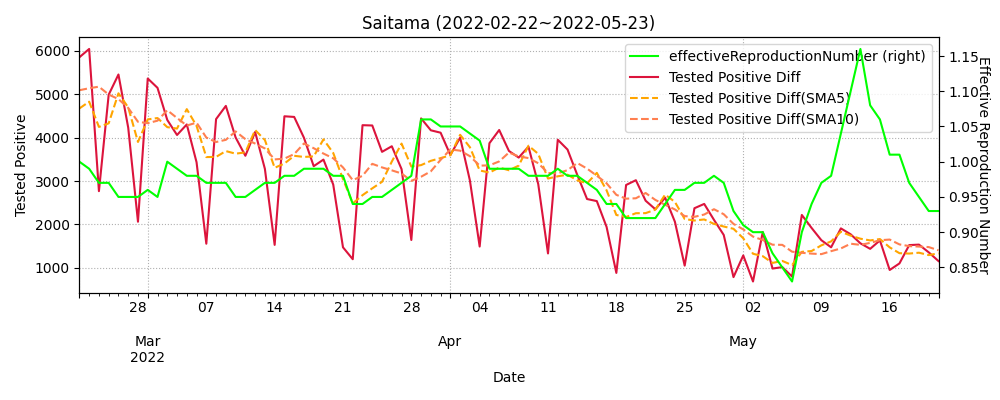 Saitama (2022-02-22~2022-05-23)
effectiveReproductionNumber (right)
Tested Positive Diff
Tested Positive Diff(SMA5)
Tested Positive Diff(SMA10)
Tested Positive
6000
5000
4000
3000
2000
1000
1.15
1.10
1.05
1.00
0.95
0.90
0.85
Effective Reproduction Number
28 07 14 21 28 04 11 18 25 02 09 16
Mar Apr May
2022
Date